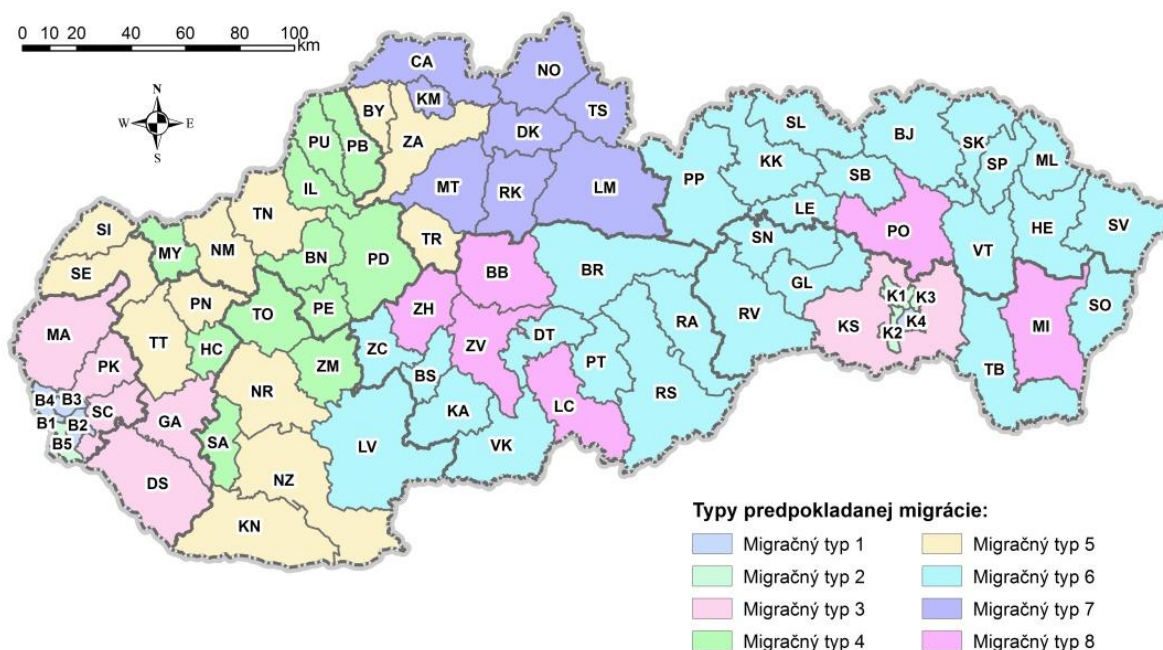 0 10 20 40 60 80 100
km
N
W E
S
CA
NO
KM
TS
BY
ZA
DK
PU
PB
IL
MT
RK
LM
PP
SL
KK
BJ
SK
SP
ML
SB
LE
SN
PO
VT
HE
SV
TN
SI
MY
NM
SE
BN
PD
TR
BB
BR
GL
RV
PN
TO
PE
ZH
KS
K1
K3
K2
K4
MI
SO
TB
MA
TT
HC
ZM
ZC
ZV
DT
RA
PT
BS
PK
B4
B3
SC
B1
B2
B5
GA
NR
SA
KA
LC
RS
LV
VK
DS
NZ
KN
Typy predpokladanej migrácie:
Migračný typ 1
Migračný typ 2
Migračný typ 3
Migračný typ 4
Migračný typ 5
Migračný typ 6
Migračný typ 7
Migračný typ 8